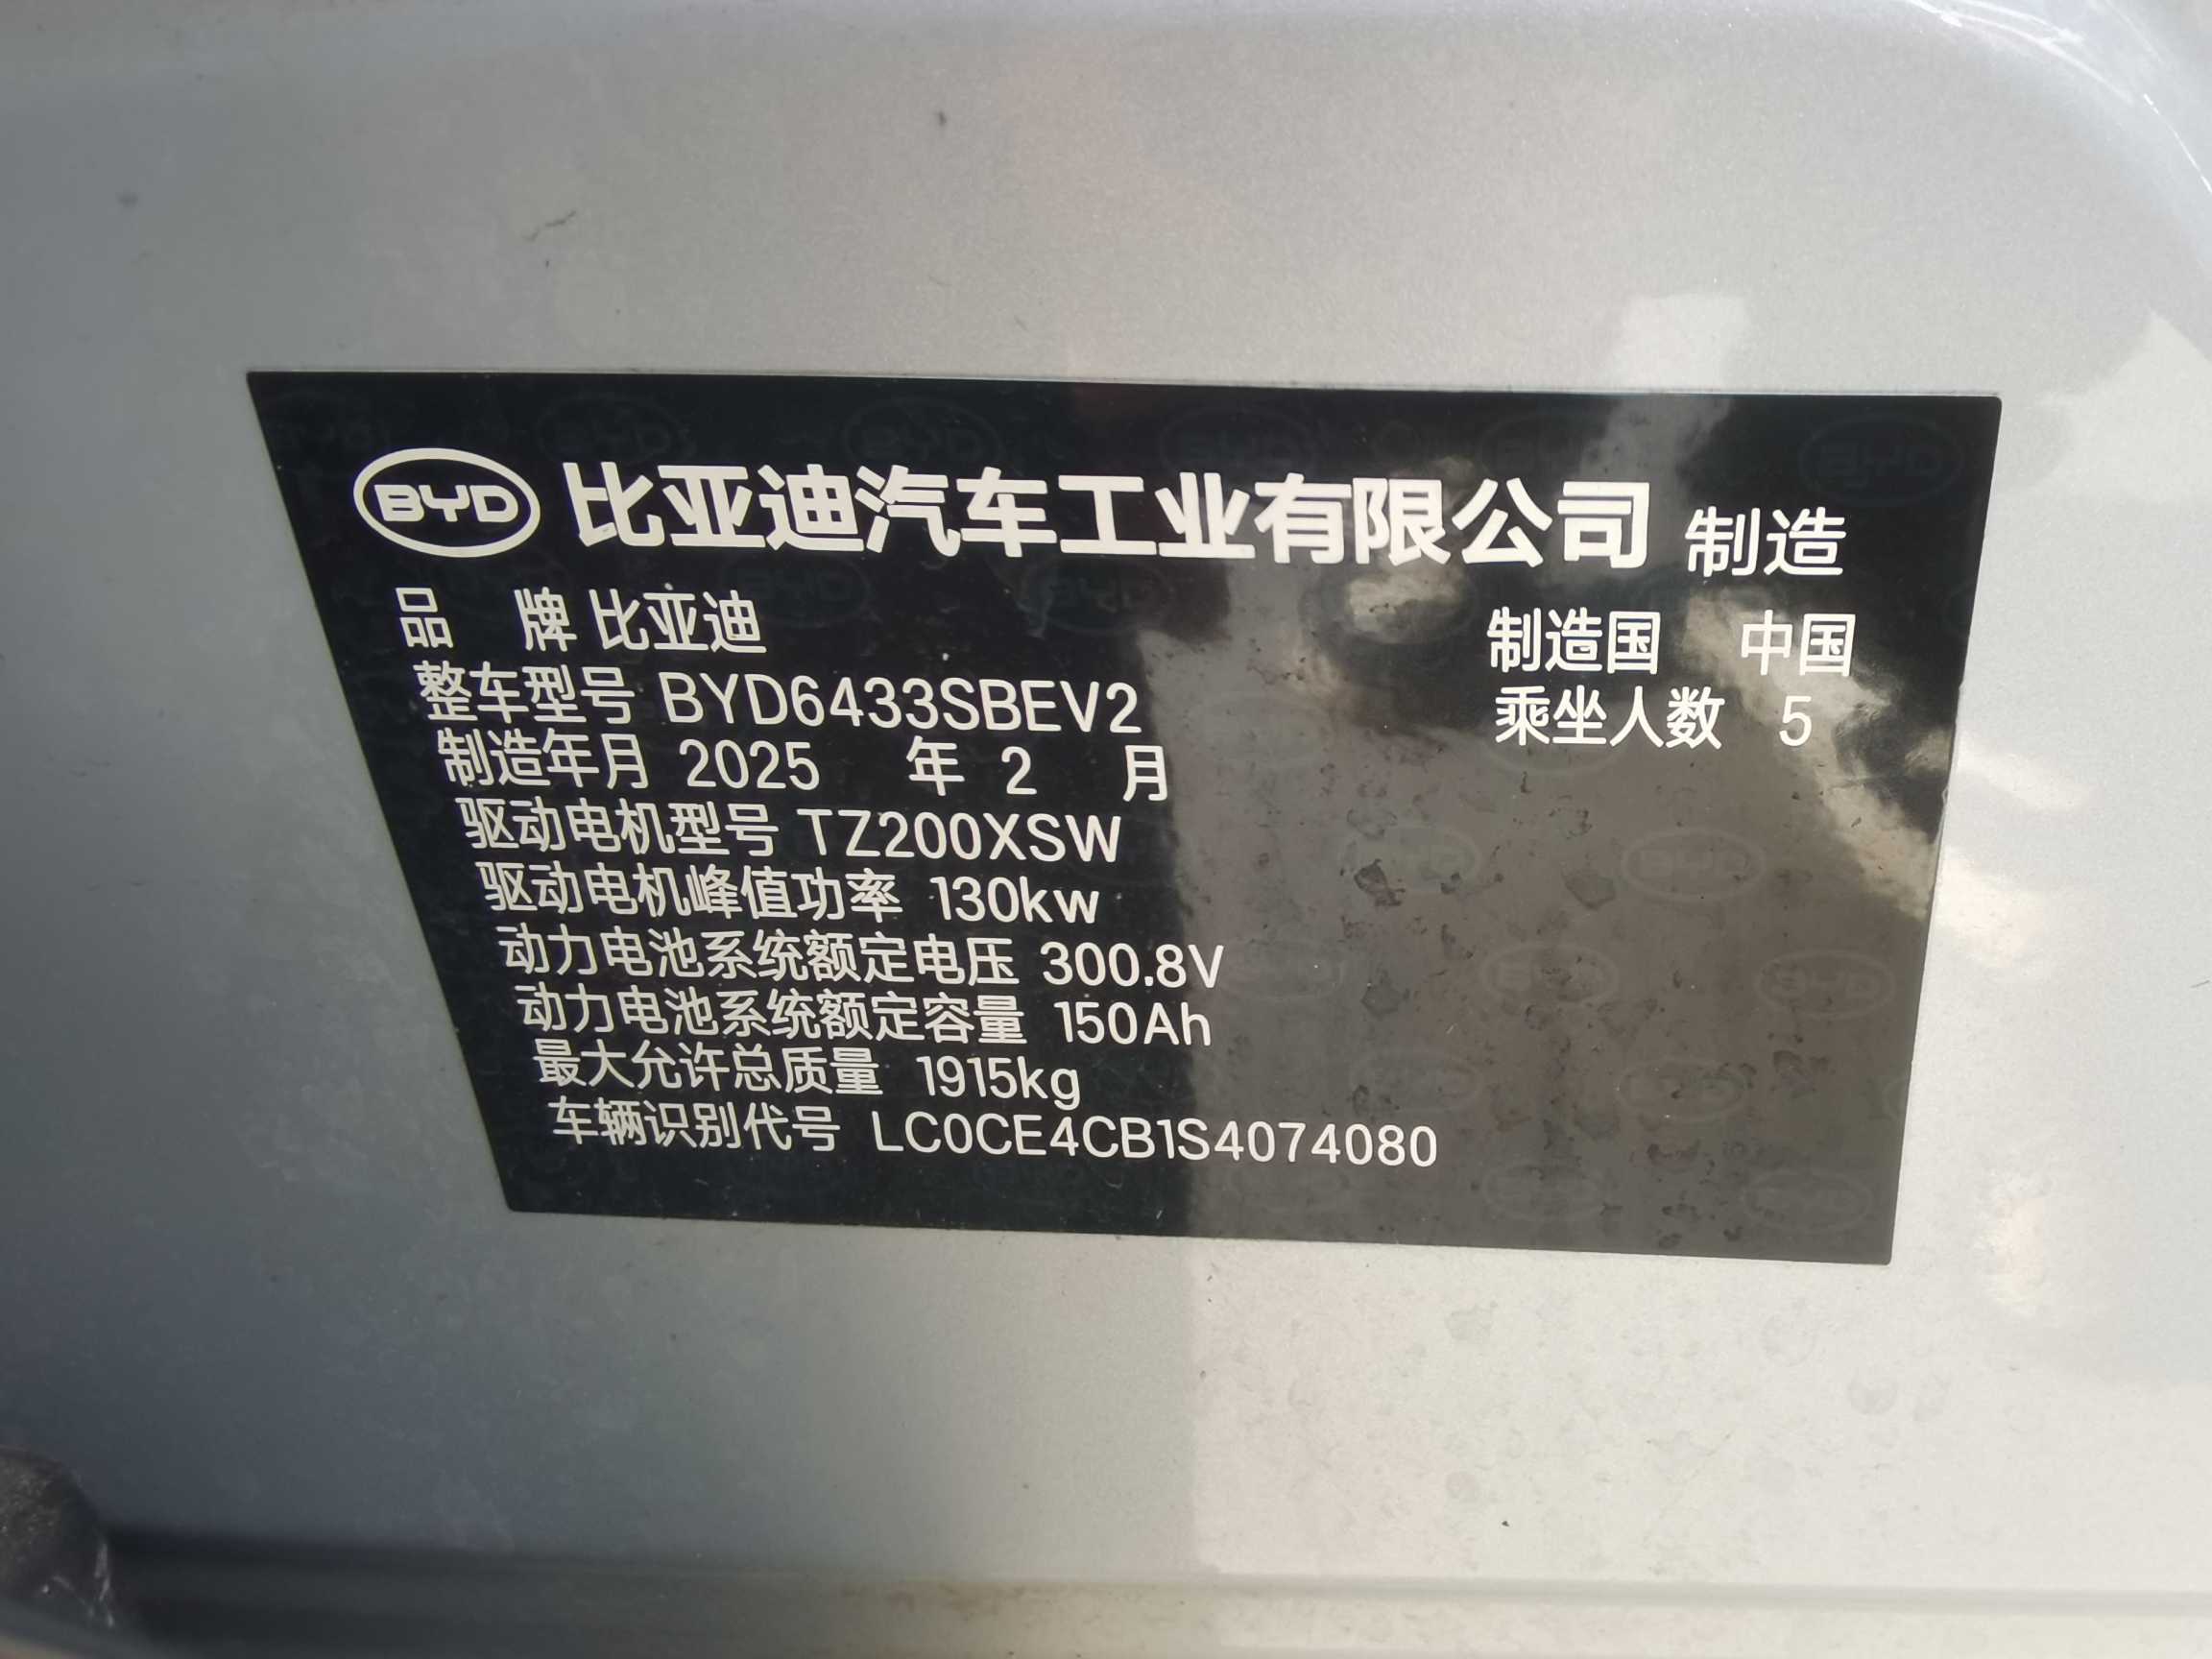 BYD 比亚迪汽车工业有限公司 制造
品 牌 比亚迪 制造国 中国
整车型号 BYD6433SBEV2 乘坐人数 5
制造年月 2025 年 2 月
驱动电机型号 TZ200XSW
驱动电机峰值功率 130kw
动力电池系统额定电压 300.8V
动力电池系统额定容量 150Ah
最大允许总质量 1915kg
车辆识别代号 LC0CE4CB1S4074080